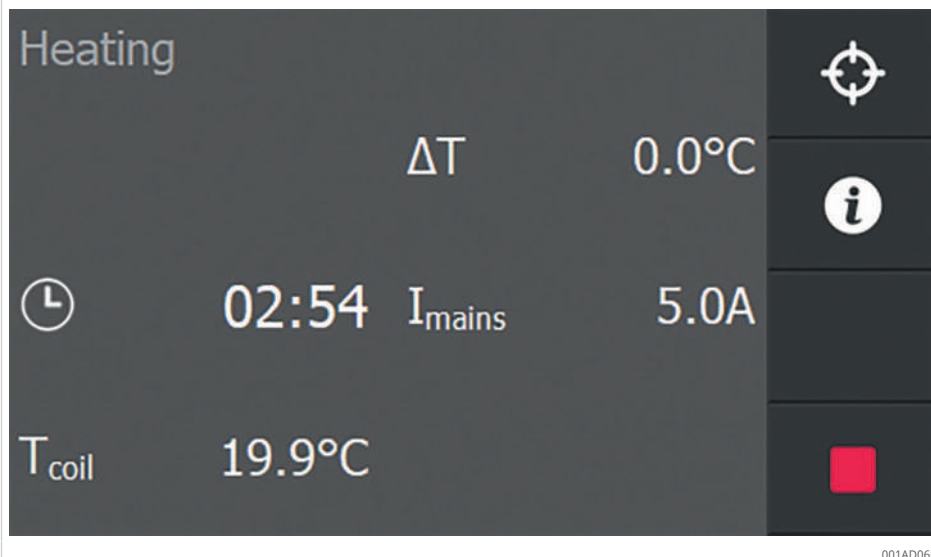 Heating
ΔT 0.0°C
02:54 Imains 5.0A
Tcoil 19.9°C
001AD06